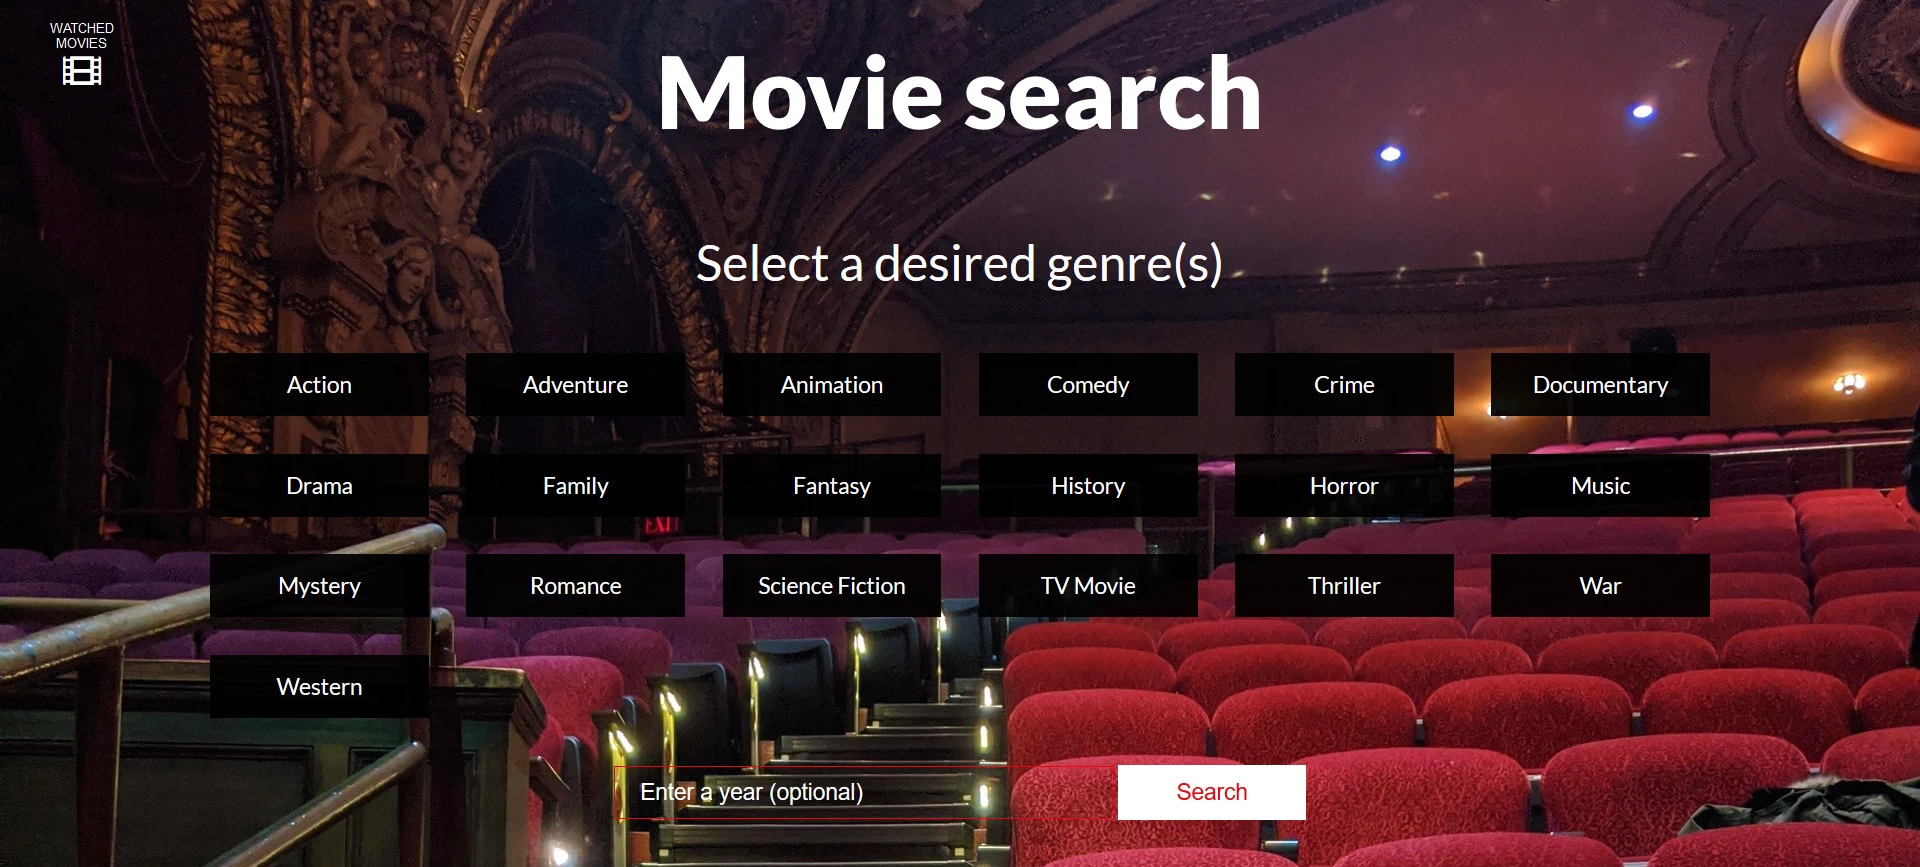 WATCHED
MOVIES
Movie search
Select a desired genre(s)
Action
Adventure
Animation
Comedy
Crime
Documentary
Drama
Family
Fantasy
History
Horror
Music
Mystery
Romance
Science Fiction
TV Movie
Thriller
War
Western
EXIT
Enter a year (optional)
Search